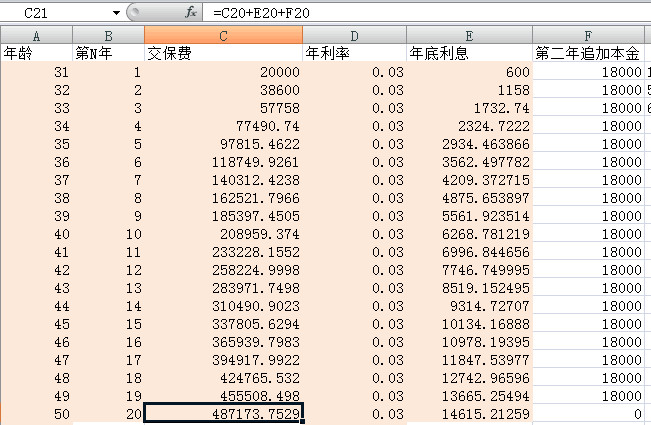 C21 fx =C20+E20+F20
A B C D E F
年龄 第N年 交保费 年利率 年底利息 第二年追加本金
31 1 20000 0.03 600 18000 1
32 2 38600 0.03 1158 18000 5
33 3 57758 0.03 1732.74 18000 6
34 4 77490.74 0.03 2324.7222 18000
35 5 97815.4622 0.03 2934.463866 18000
36 6 118749.9261 0.03 3562.497782 18000
37 7 140312.4238 0.03 4209.372715 18000
38 8 162521.7966 0.03 4875.653897 18000
39 9 185397.4505 0.03 5561.923514 18000
40 10 208959.374 0.03 6268.781219 18000
41 11 233228.1552 0.03 6996.844656 18000
42 12 258224.9998 0.03 7746.749995 18000
43 13 283971.7498 0.03 8519.152495 18000
44 14 310490.9023 0.03 9314.72707 18000
45 15 337805.6294 0.03 10134.16888 18000
46 16 365939.7983 0.03 10978.19395 18000
47 17 394917.9922 0.03 11847.53977 18000
48 18 424765.532 0.03 12742.96596 18000
49 19 455508.498 0.03 13665.25494 18000
50 20 487173.7529 0.03 14615.21259 0